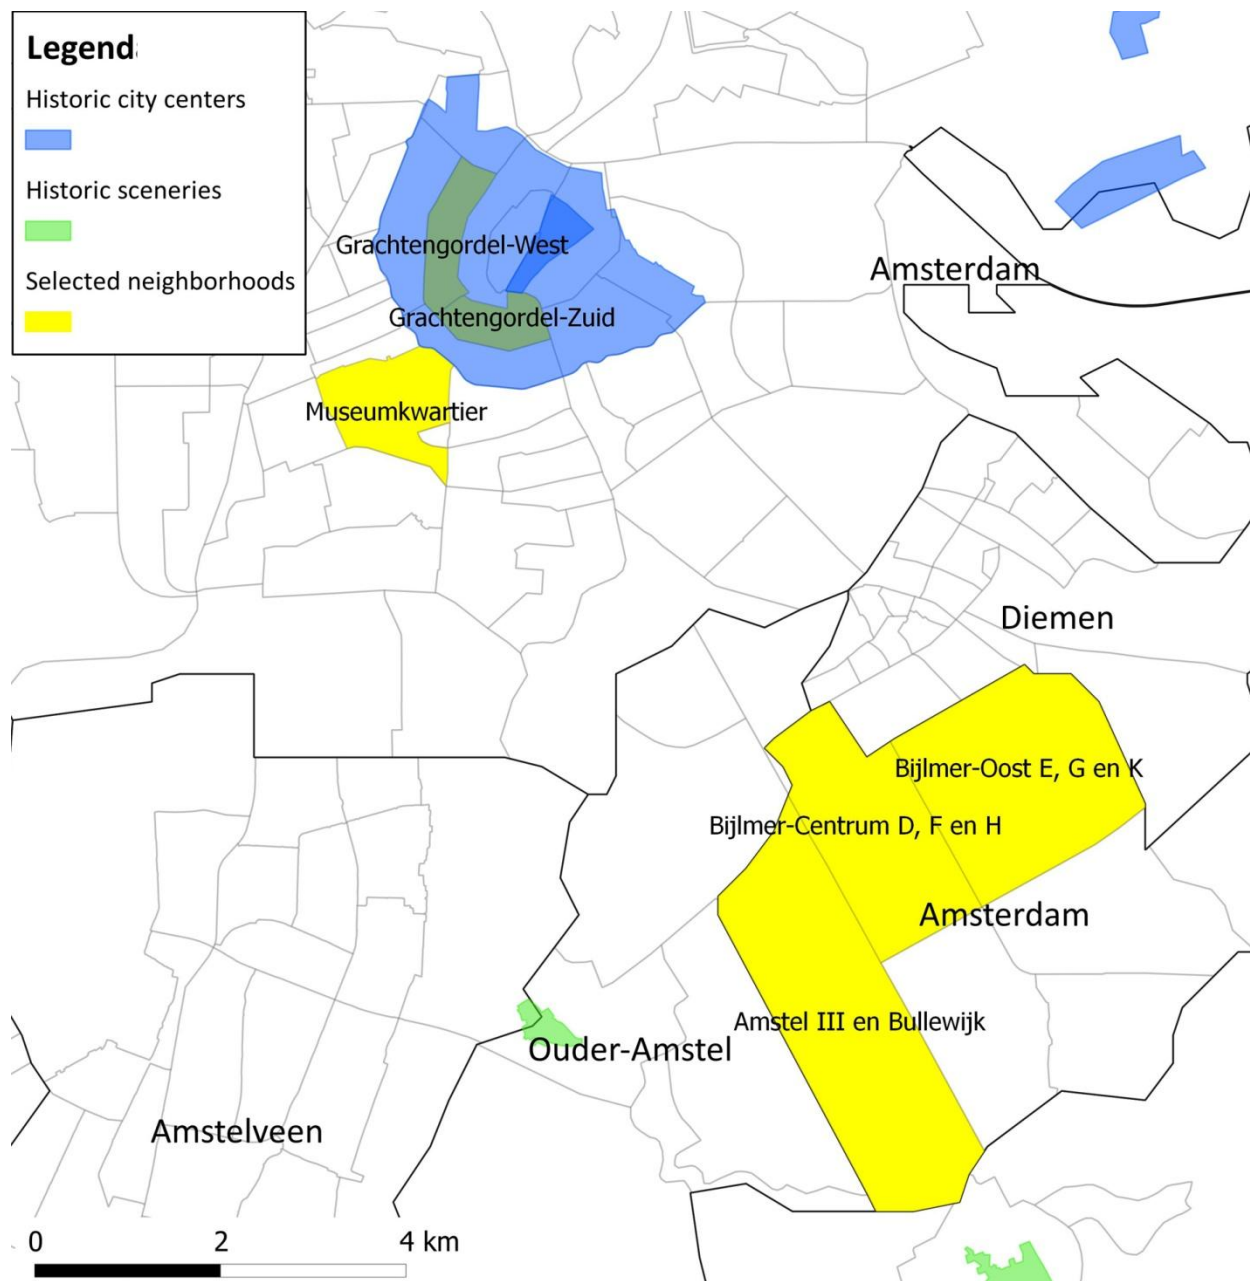 Legend:
Historic city centers
Historic sceneries
Selected neighborhoods
Grachtengordel-West
Amsterdam
Grachtengordel-Zuid
Museumkwartier
Diemen
Bijlmer-Oost E, G en K
Bijlmer-Centrum D, F en H
Amsterdam
Amstel III en Bullewijk
Ouder-Amstel
Amstelveen
0 2 4 km